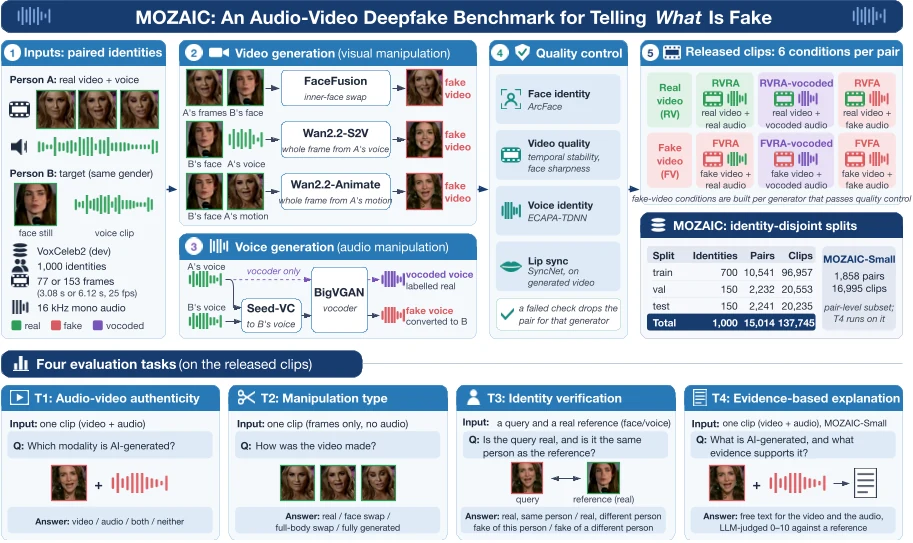 MOZAIC: An Audio-Video Deepfake Benchmark for Telling What Is Fake
1 Inputs: paired identities
Person A: real video + voice
Person B: target (same gender)
face still
voice clip
VoxCeleb2 (dev)
1,000 identities
77 or 153 frames
(3.08 s or 6.12 s, 25 fps)
16 kHz mono audio
real
fake
vocoded
2 Video generation (visual manipulation)
A's frames B's face
FaceFusion
inner-face swap
fake
video
B's face A's voice
Wan2.2-S2V
whole frame from A's voice
fake
video
B's face A's motion
Wan2.2-Animate
whole frame from A's motion
fake
video
3 Voice generation (audio manipulation)
A's voice
vocoder only
B's voice
Seed-VC
to B's voice
BigVGAN
vocoder
vocoded voice
labelled real
fake voice
converted to B
4 Quality control
Face identity
ArcFace
Video quality
temporal stability,
face sharpness
Voice identity
ECAPA-TDNN
Lip sync
SyncNet, on
generated video
a failed check drops the
pair for that generator
5 Released clips: 6 conditions per pair
Real
video
(RV)
RVRA
real video +
real audio
RVRA-vocoded
real video +
vocoded audio
RVFA
real video +
fake audio
Fake
video
(FV)
FVRA
fake video +
real audio
FVRA-vocoded
fake video +
vocoded audio
FVFA
fake video +
fake audio
fake-video conditions are built per generator that passes quality control
MOZAIC: identity-disjoint splits
Split Identities Pairs Clips
train 700 10,541 96,957
val 150 2,232 20,553
test 150 2,241 20,235
Total 1,000 15,014 137,745
MOZAIC-Small
1,858 pairs
16,995 clips
pair-level subset;
T4 runs on it
Four evaluation tasks (on the released clips)
T1: Audio-video authenticity
Input: one clip (video + audio)
Q: Which modality is AI-generated?
+
Answer: video / audio / both / neither
T2: Manipulation type
Input: one clip (frames only, no audio)
Q: How was the video made?
Answer: real / face swap /
full-body swap / fully generated
T3: Identity verification
Input: a query and a real reference (face/voice)
Q: Is the query real, and is it the same
person as the reference?
query
reference (real)
Answer: real, same person / real, different person
fake of this person / fake of a different person
T4: Evidence-based explanation
Input: one clip (video + audio), MOZAIC-Small
Q: What is AI-generated, and what
evidence supports it?
+
Answer: free text for the video and the audio,
LLM-judged 0–10 against a reference